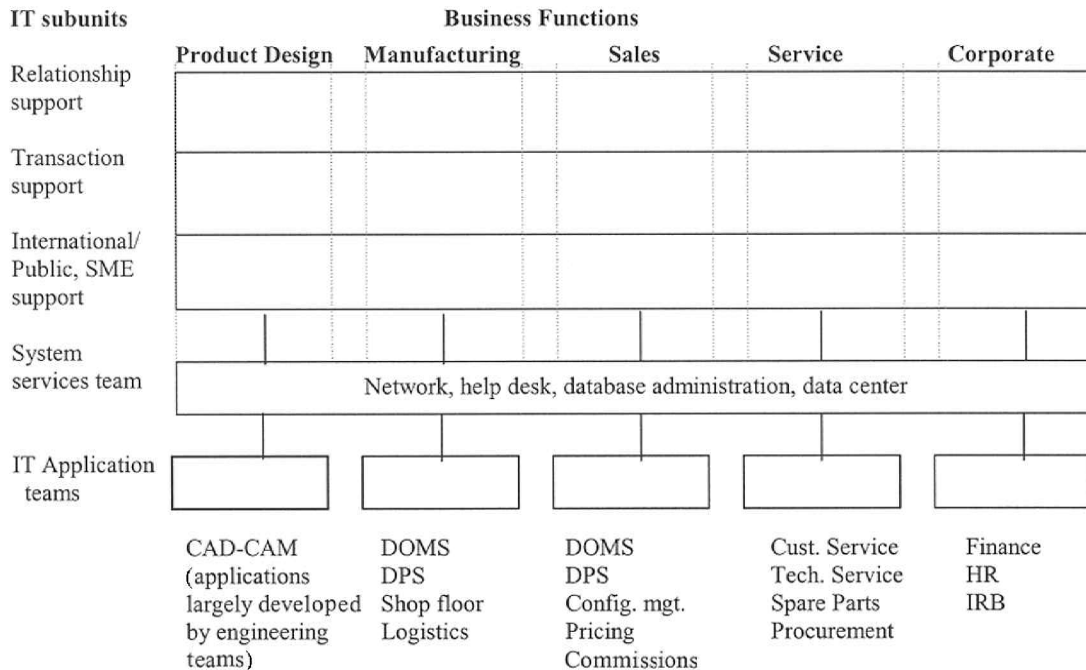 IT subunits
Business Functions
Product Design
Manufacturing
Sales
Service
Corporate
Relationship
support
Transaction
support
International/
Public, SME
support
System
services team
Network, help desk, database administration, data center
IT Application
teams
CAD-CAM
(applications
largely developed
by engineering
teams)
DOMS
DPS
Shop floor
Logistics
DOMS
DPS
Config. mgt.
Pricing
Commissions
Cust. Service
Tech. Service
Spare Parts
Procurement
Finance
HR
IRB